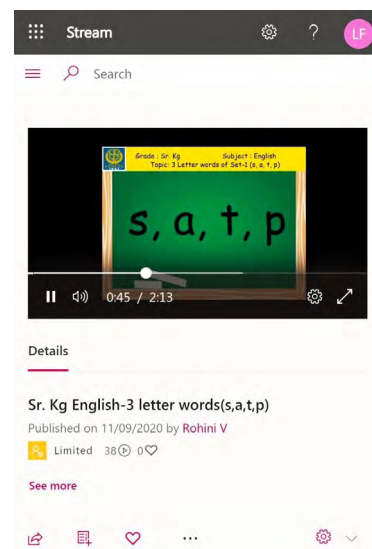 Stream ? LF
Search
Grade : Sr. Kg Subject : English
Topic: 3 Letter words of Set-1 (s, a, t, p)
s, a, t, p
0:45 / 2:13
Details
Sr. Kg English-3 letter words(s,a,t,p)
Published on 11/09/2020 by Rohini V
Limited 38 0
See more